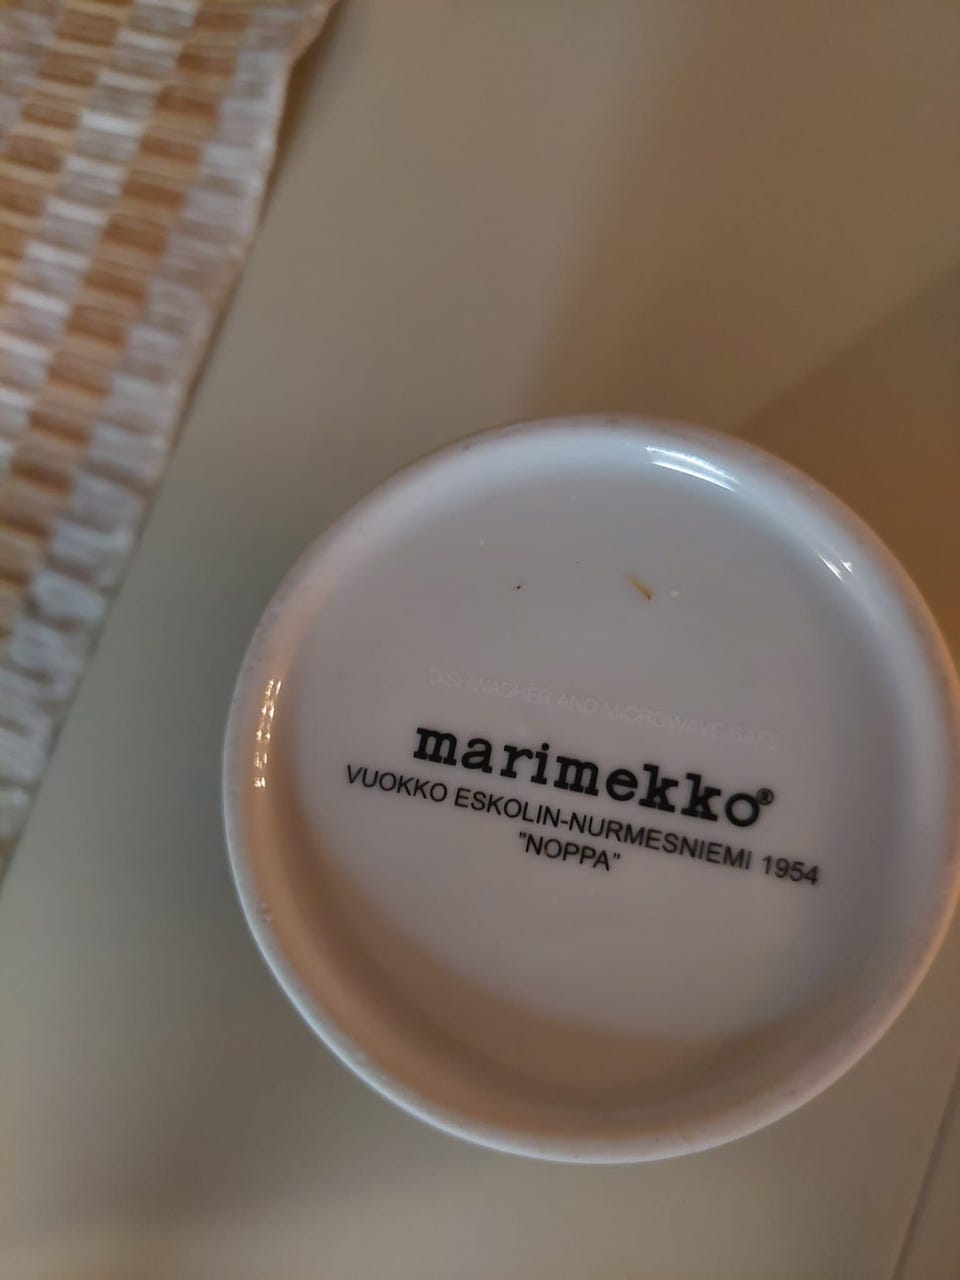 DISHWASHER AND MICROWAVE SAFE
marimekko®
VUOKKO ESKOLIN-NURMESNIEMI 1954
"NOPPA"